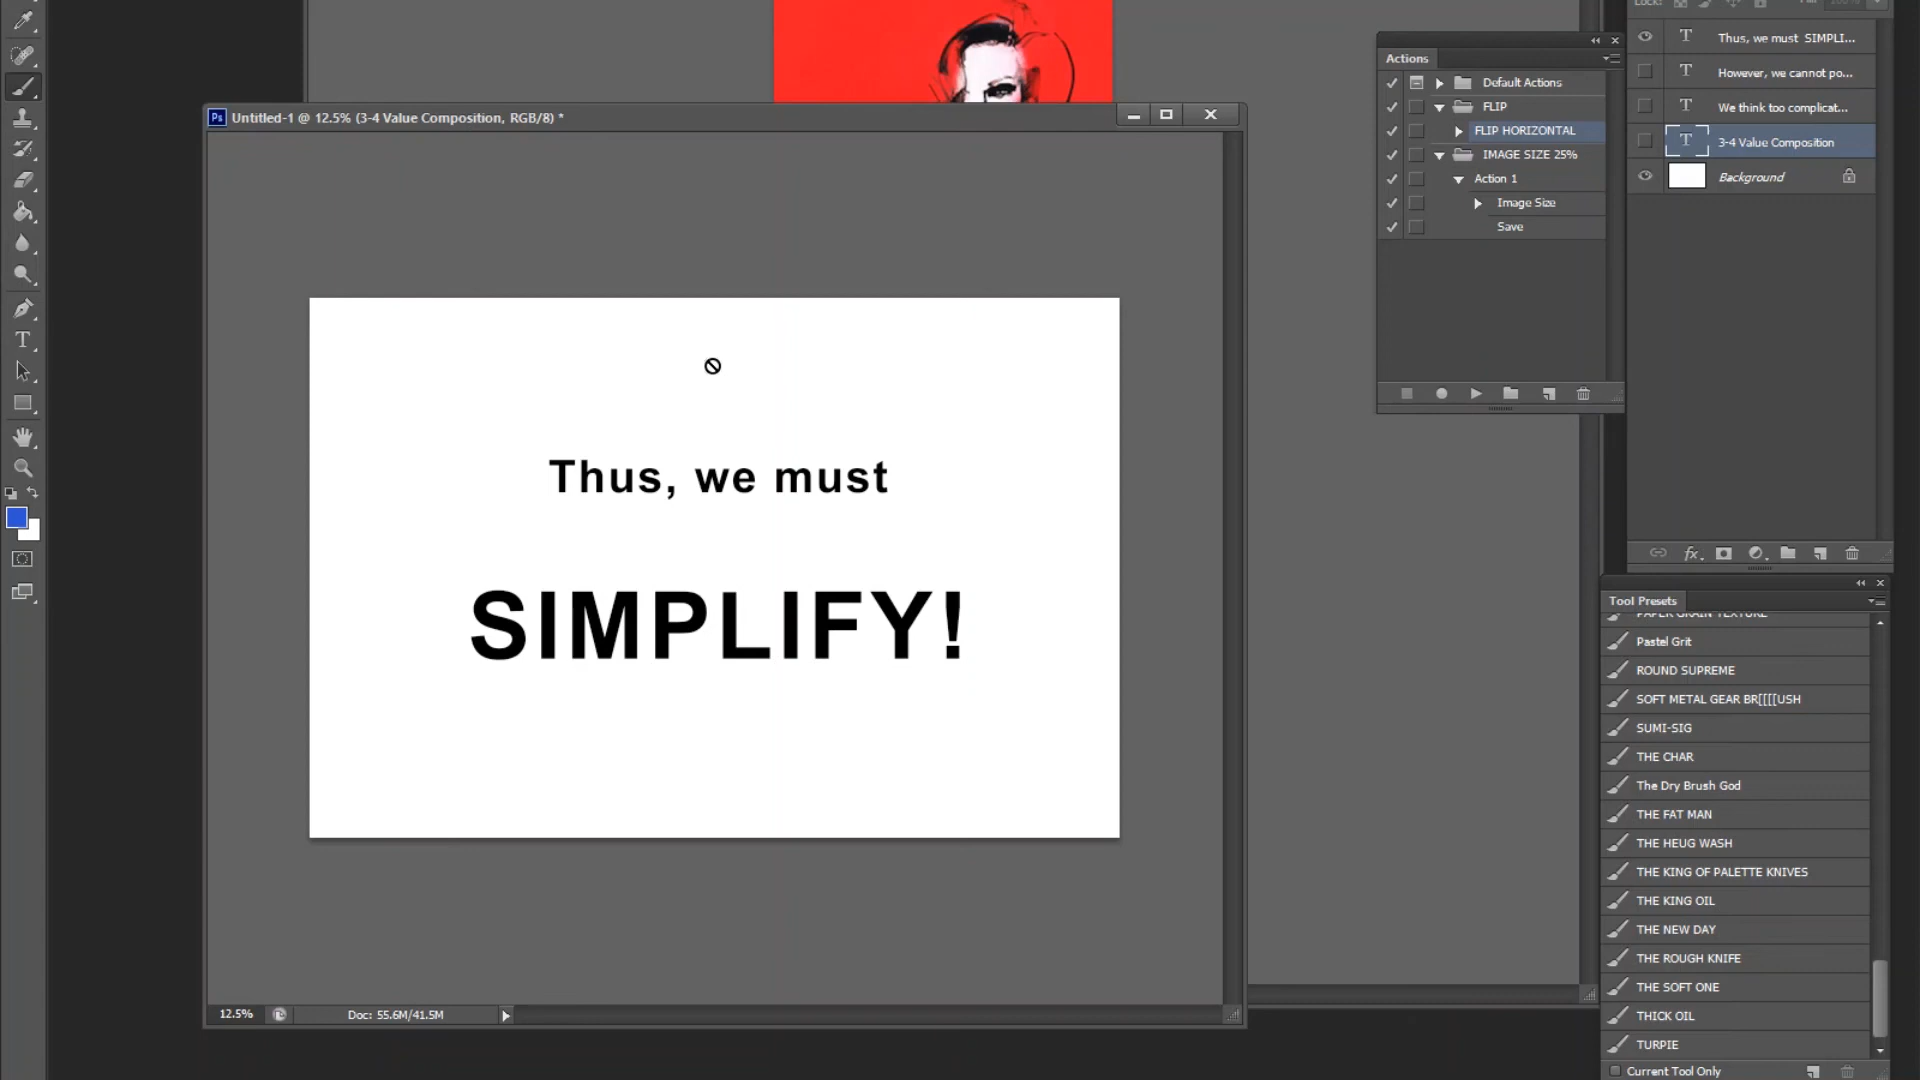 Untitled-1 @ 12.5% (3-4 Value Composition, RGB/8) *
Thus, we must
SIMPLIFY!
12.5%
Doc: 55.6M/41.5M
Actions
Default Actions
FLIP
FLIP HORIZONTAL
IMAGE SIZE 25%
Action 1
Image Size
Save
Lock:
Thus, we must SIMPLI...
However, we cannot po...
We think too complicat...
3-4 Value Composition
Background
Tool Presets
PAPER GRAIN TEXTURE
Pastel Grit
ROUND SUPREME
SOFT METAL GEAR BR[[[[USH
SUMI-SIG
THE CHAR
The Dry Brush God
THE FAT MAN
THE HEUG WASH
THE KING OF PALETTE KNIVES
THE KING OIL
THE NEW DAY
THE ROUGH KNIFE
THE SOFT ONE
THICK OIL
TURPIE
Current Tool Only